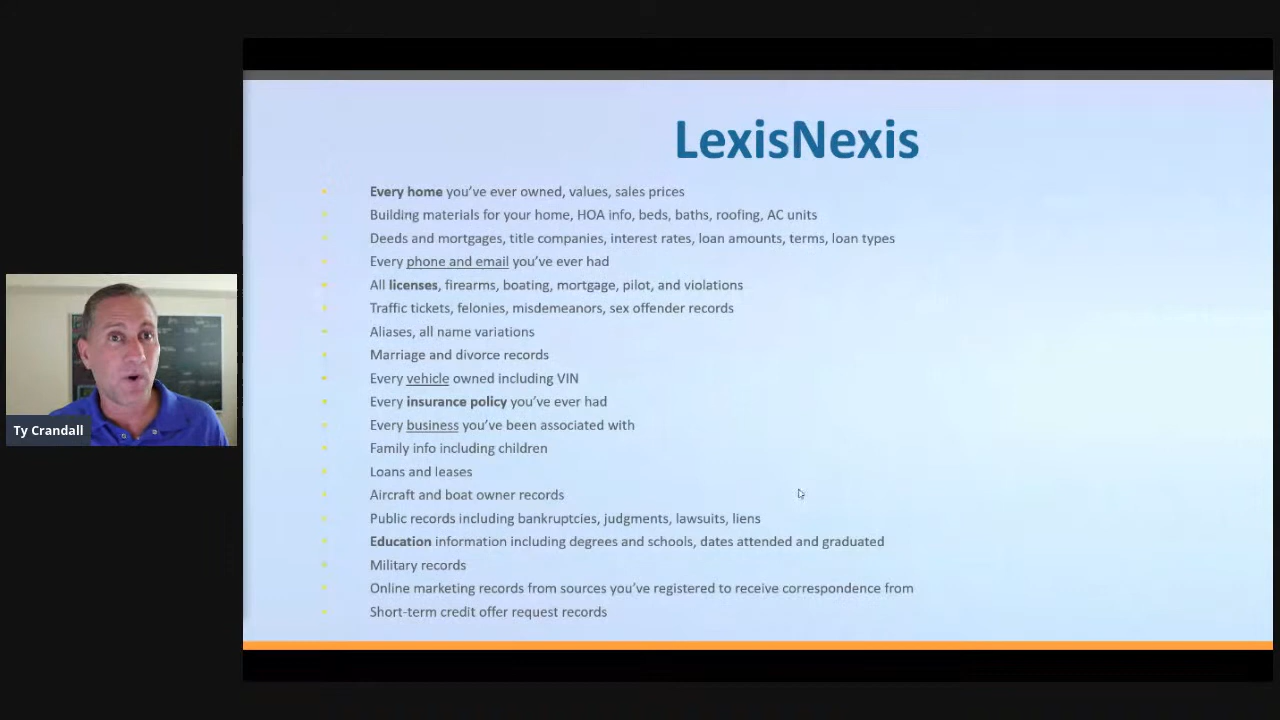 LexisNexis
Every home you've ever owned, values, sales prices
Building materials for your home, HOA info, beds, baths, roofing, AC units
Deeds and mortgages, title companies, interest rates, loan amounts, terms, loan types
Every phone and email you've ever had
All licenses, firearms, boating, mortgage, pilot, and violations
Traffic tickets, felonies, misdemeanors, sex offender records
Aliases, all name variations
Marriage and divorce records
Every vehicle owned including VIN
Every insurance policy you've ever had
Every business you've been associated with
Family info including children
Loans and leases
Aircraft and boat owner records
Public records including bankruptcies, judgments, lawsuits, liens
Education information including degrees and schools, dates attended and graduated
Military records
Online marketing records from sources you've registered to receive correspondence from
Short-term credit offer request records
Ty Crandall